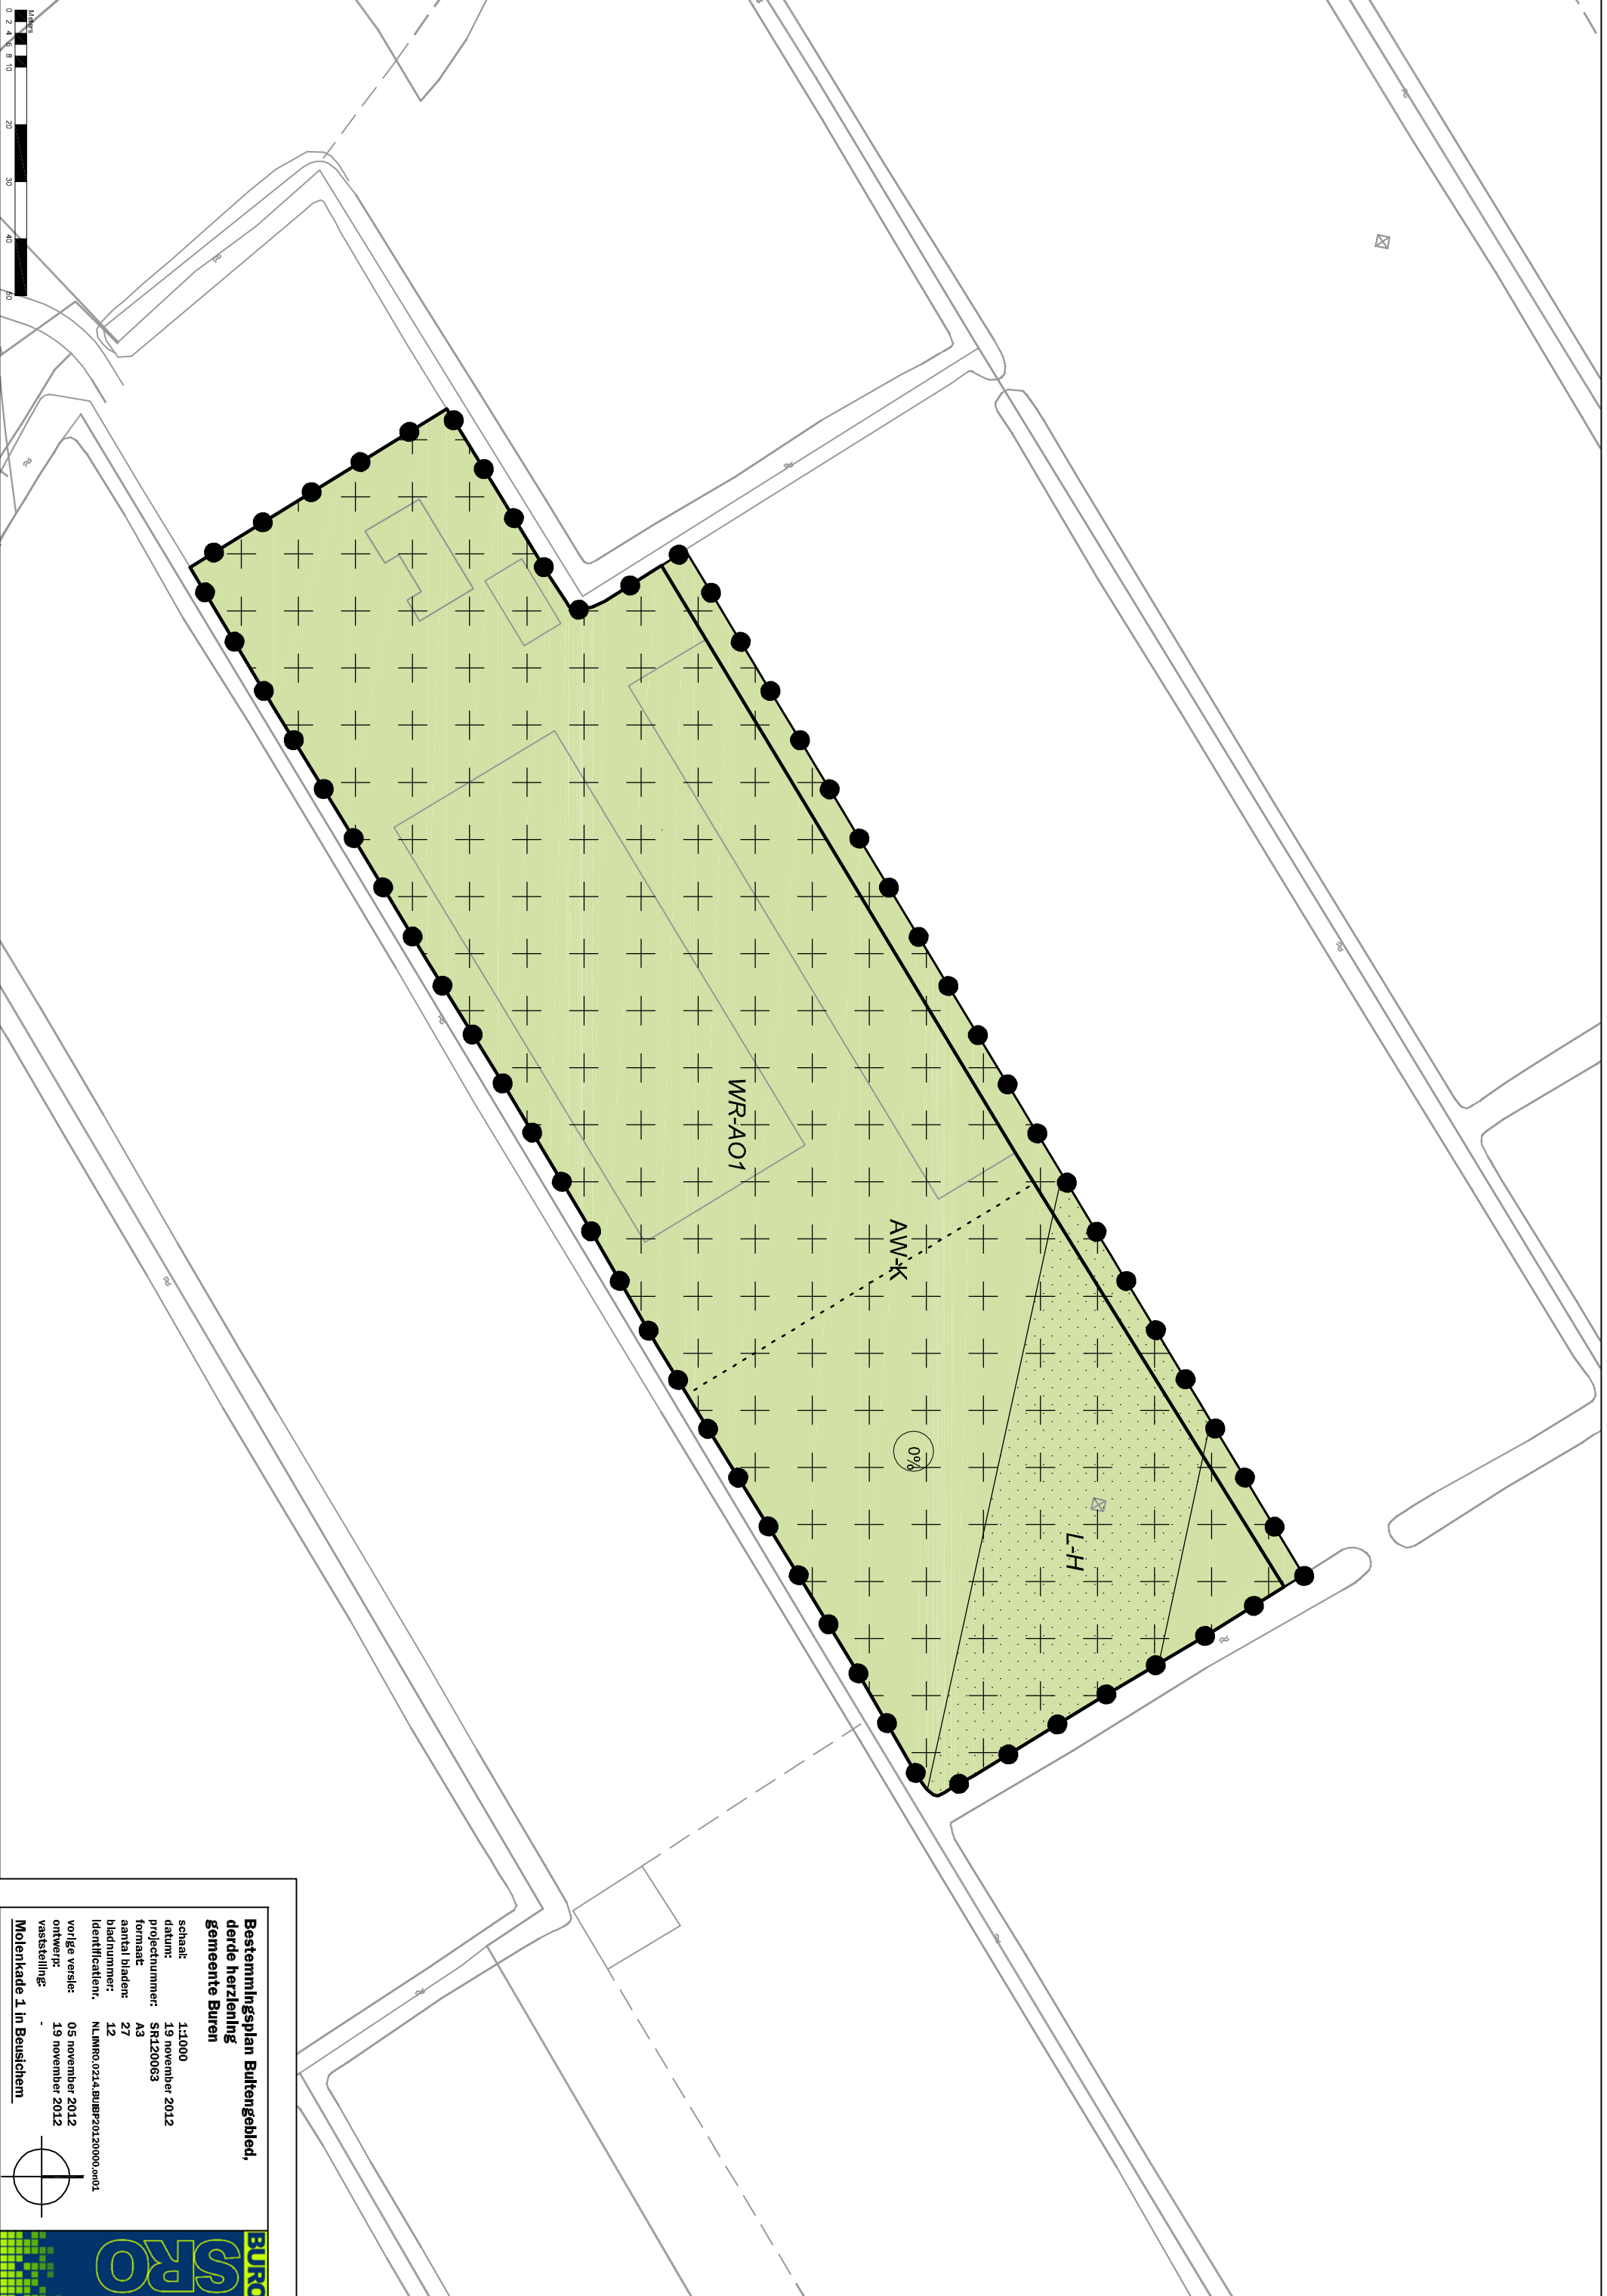 Meters
0 2 4 6 8 10 20 30 40 50
WR-AO1
AW-K
0%
L-H
Bestemmingsplan Buitengebied,
derde herziening
gemeente Buren
schaal: 1:1000
datum: 19 november 2012
projectnummer: SR120063
formaat: A3
aantal bladen: 27
bladnummer: 12
identificatienr. NL.IMRO.0214.BUIBP20120000.on01
vorige versie: 05 november 2012
ontwerp: 19 november 2012
vaststelling: -
Molenkade 1 in Beusichem
BURO
SRO